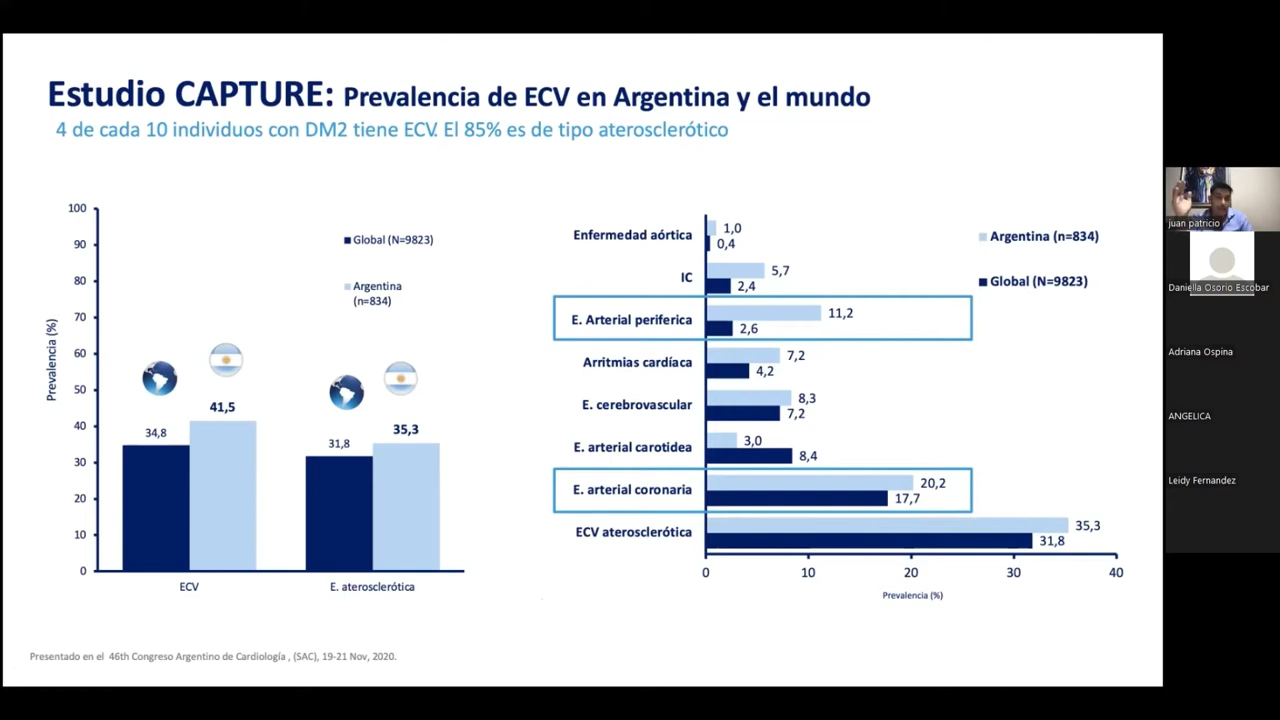 Estudio CAPTURE: Prevalencia de ECV en Argentina y el mundo
4 de cada 10 individuos con DM2 tiene ECV. El 85% es de tipo aterosclerótico
Prevalencia (%)
100
90
80
70
60
50
40
30
20
10
0
Global (N=9823)
Argentina
(n=834)
34,8
41,5
31,8
35,3
ECV
E. aterosclerótica
Argentina (n=834)
Global (N=9823)
Enfermedad aórtica
1,0
0,4
IC
5,7
2,4
E. Arterial periferica
11,2
2,6
Arritmias cardíaca
7,2
4,2
E. cerebrovascular
8,3
7,2
E. arterial carotidea
3,0
8,4
E. arterial coronaria
20,2
17,7
ECV aterosclerótica
35,3
31,8
0
10
20
30
40
Prevalencia (%)
Presentado en el 46th Congreso Argentino de Cardiología , (SAC), 19-21 Nov, 2020.
juan patricio
Daniella Osorio Escobar
Adriana Ospina
ANGELICA
Leidy Fernandez